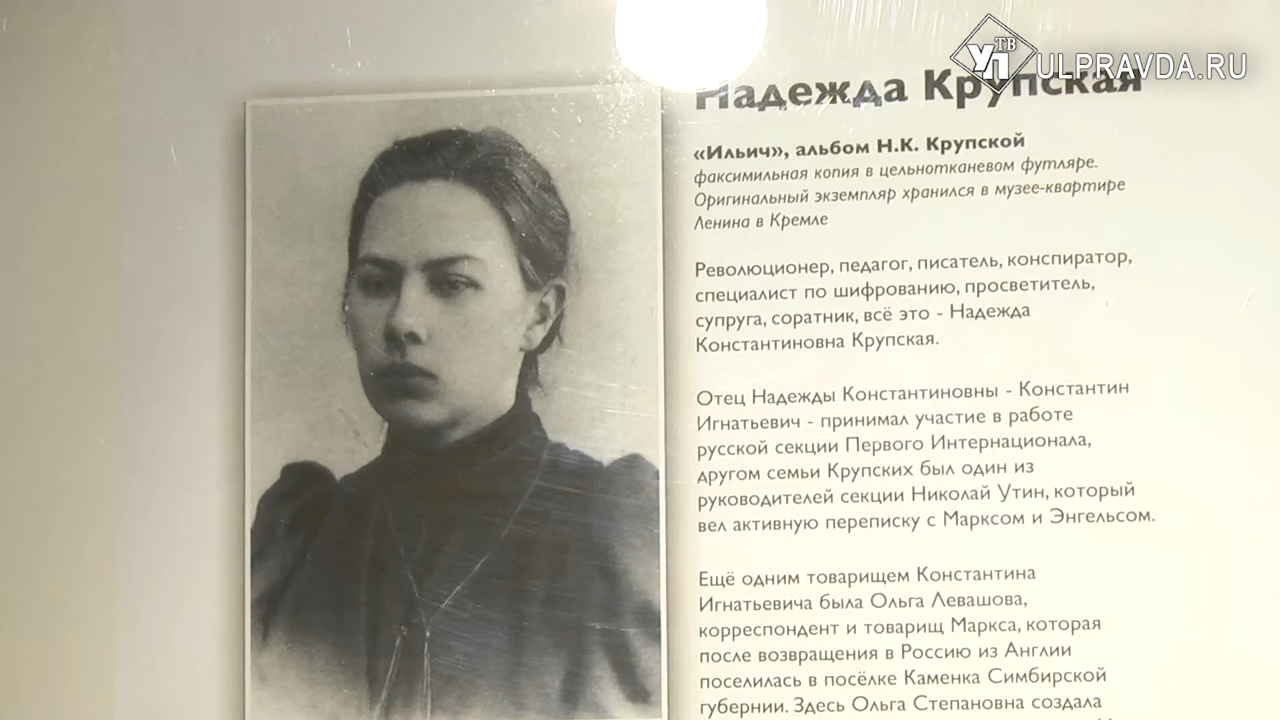 УП ТВ ULPRAVDA.RU
Надежда Крупская
«Ильич», альбом Н.К. Крупской
факсимильная копия в цельнотканевом футляре.
Оригинальный экземпляр хранился в музее-квартире
Ленина в Кремле
Революционер, педагог, писатель, конспиратор,
специалист по шифрованию, просветитель,
супруга, соратник, всё это - Надежда
Константиновна Крупская.
Отец Надежды Константиновны - Константин
Игнатьевич - принимал участие в работе
русской секции Первого Интернационала,
другом семьи Крупских был один из
руководителей секции Николай Утин, который
вел активную переписку с Марксом и Энгельсом.
Ещё одним товарищем Константина
Игнатьевича была Ольга Левашова,
корреспондент и товарищ Маркса, которая
после возвращения в Россию из Англии
поселилась в посёлке Каменка Симбирской
губернии. Здесь Ольга Степановна создала